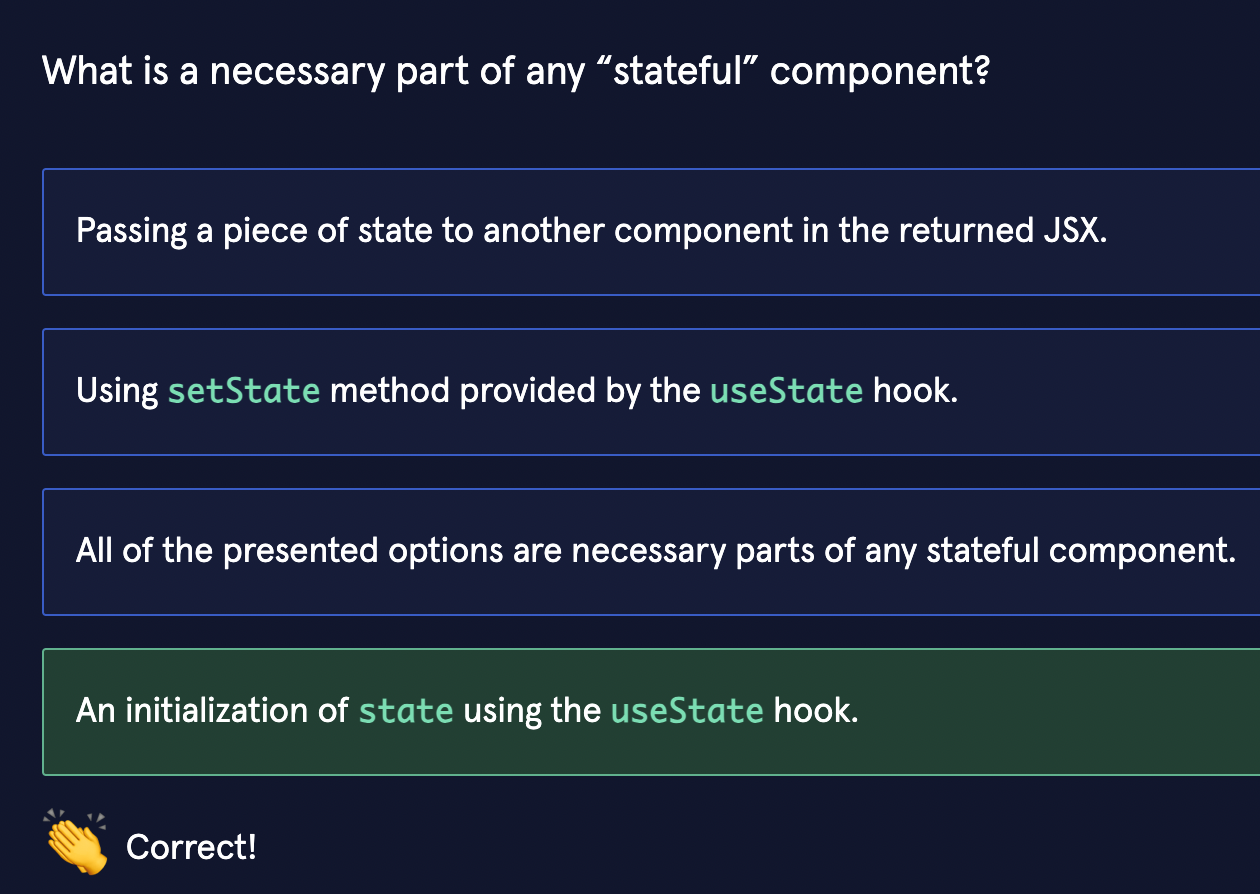 What is a necessary part of any “stateful” component?
Passing a piece of state to another component in the returned JSX.
Using setState method provided by the useState hook.
All of the presented options are necessary parts of any stateful component.
An initialization of state using the useState hook.
Correct!